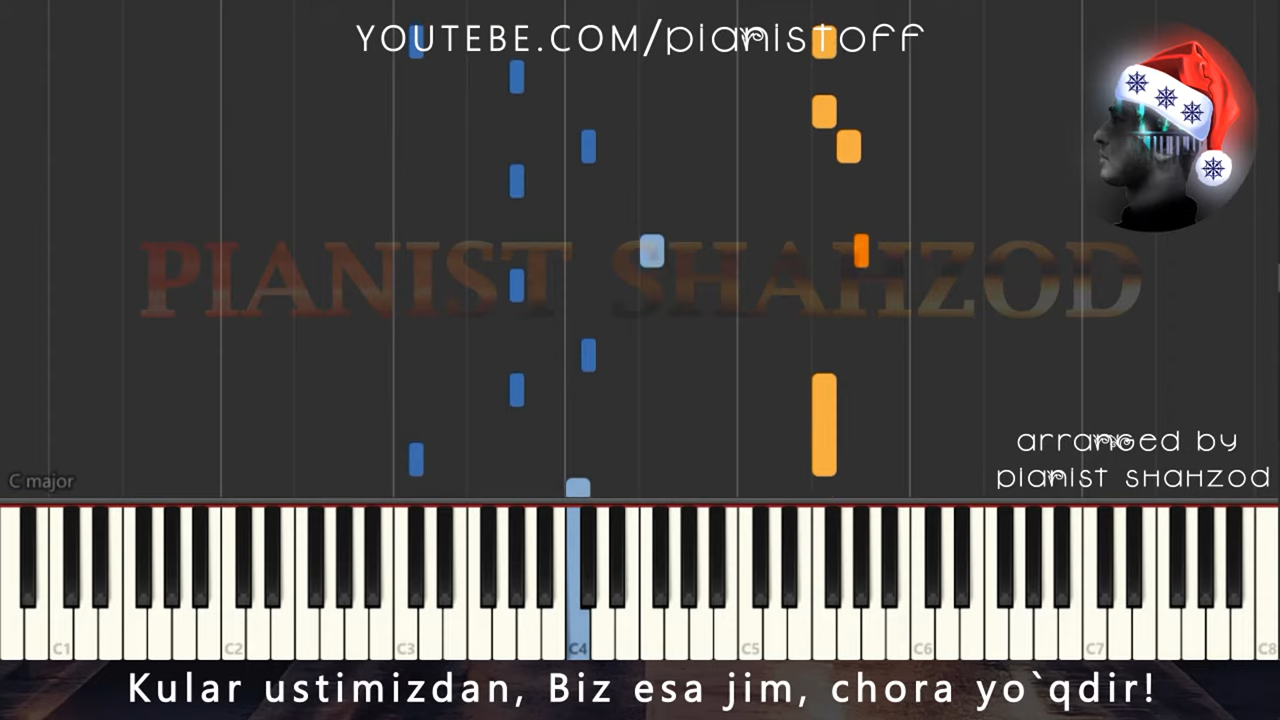 YOUTEBE.COM/pianistoff
PIANIST SHAHZOD
arranged by
pianist SHAHZOD
C major
C1 C2 C3 C4 C5 C6 C7 C8
Kular ustimizdan, Biz esa jim, chora yo`qdir!